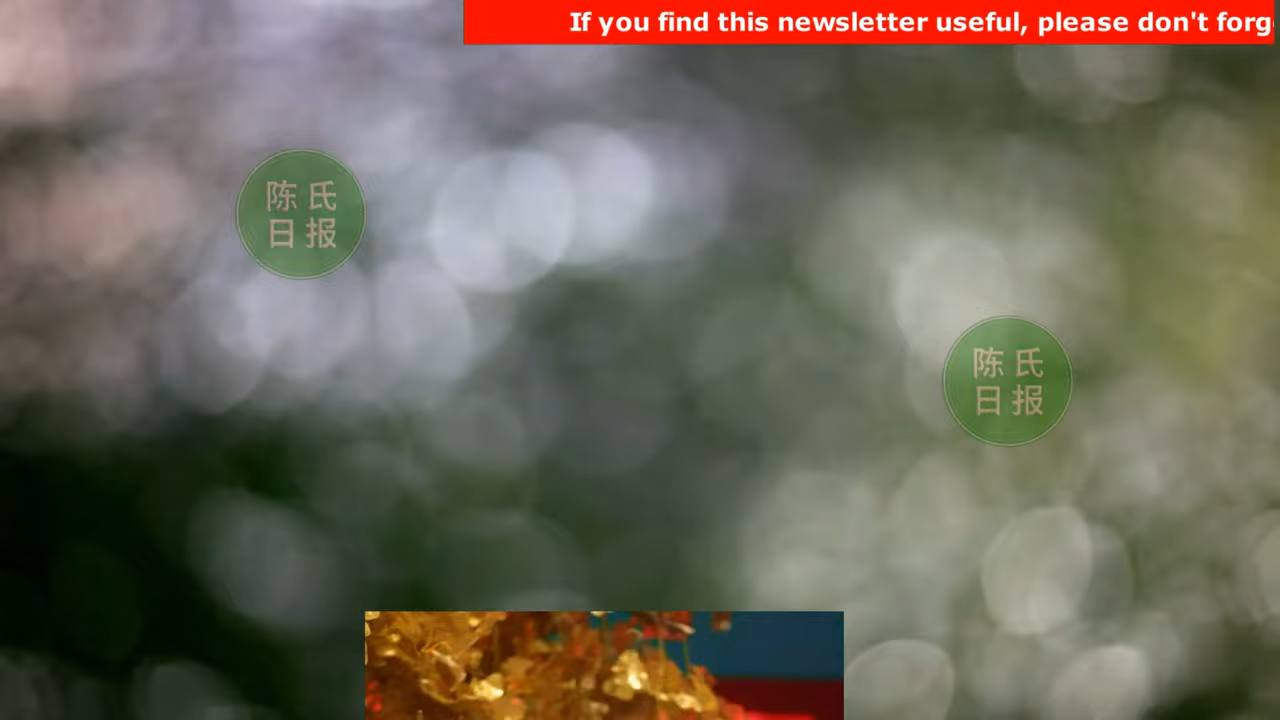 If you find this newsletter useful, please don't forg
陈氏
日报
陈氏
日报